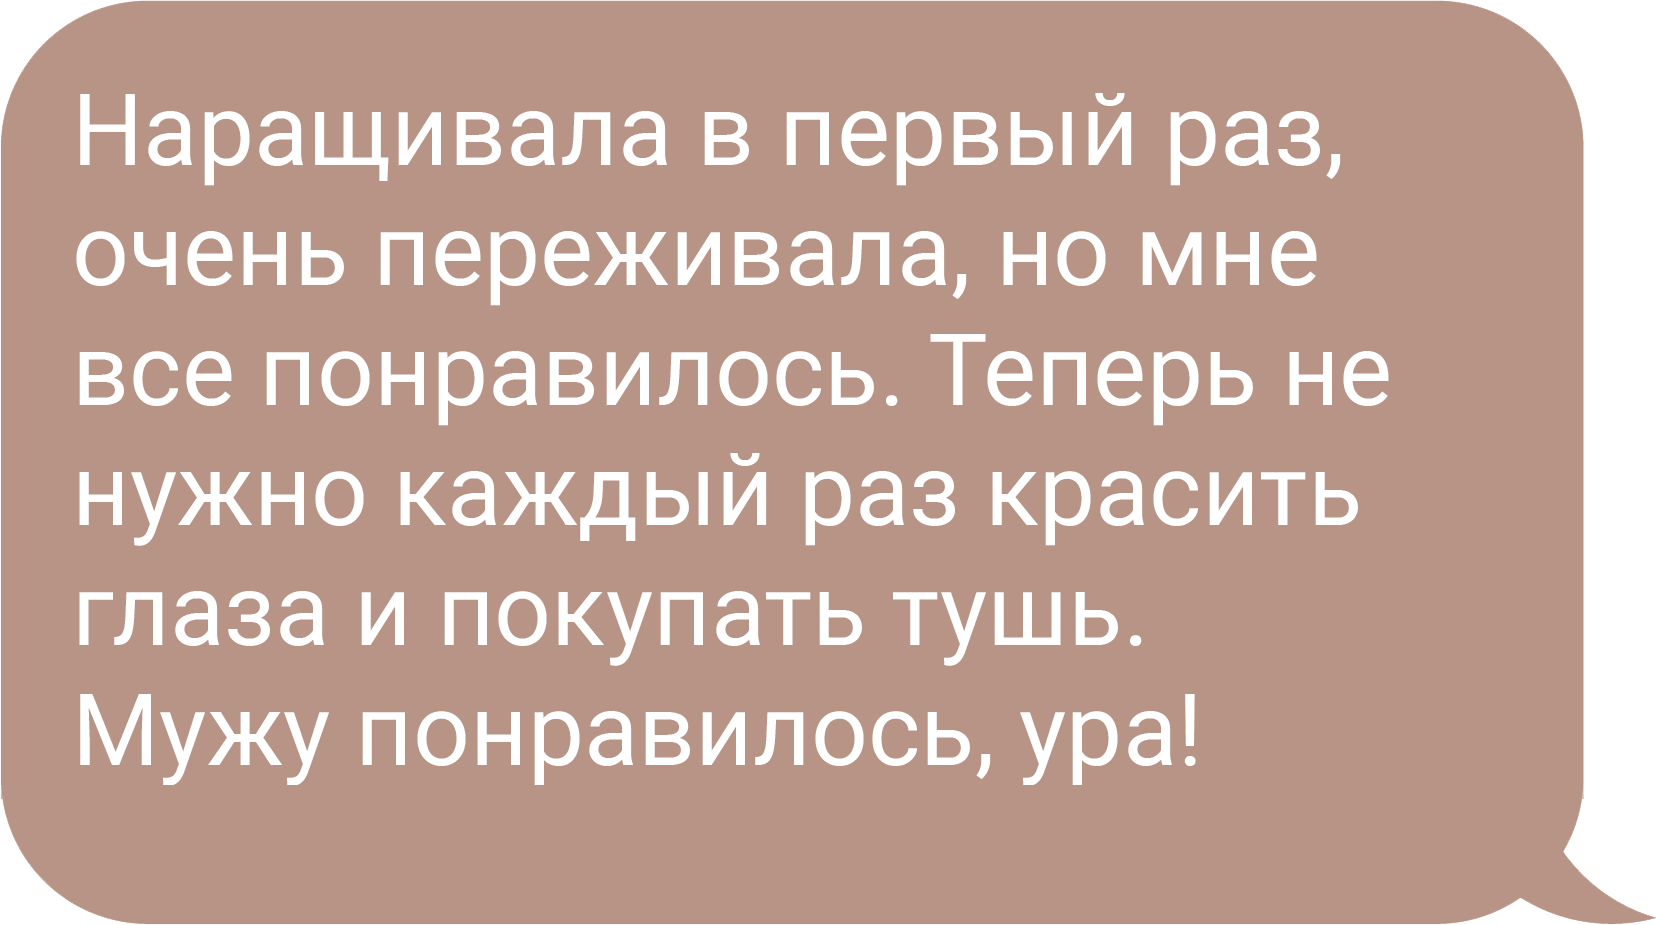 Наращивала в первый раз,
очень переживала, но мне
все понравилось. Теперь не
нужно каждый раз красить
глаза и покупать тушь.
Мужу понравилось, ура!